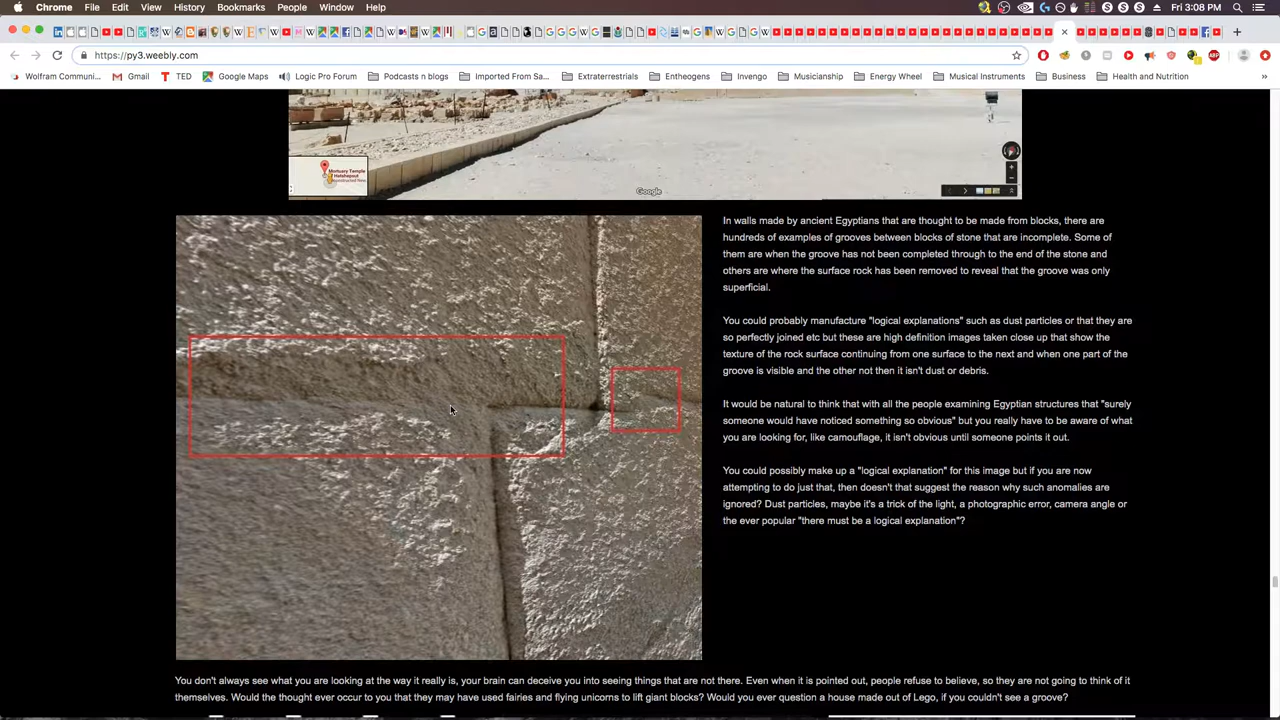 Chrome File Edit View History Bookmarks People Mortuary Window Help
Fri 3:08 PM
https://py3.weebly.com
Wolfram Communi... Gmail TED Google Maps Logic Pro Forum Podcasts n blogs Imported From Sa... Extraterrestrials Entheogens Invengo Musicianship Energy Wheel Musical Instruments Business Health and Nutrition
Mortuary Temple
Google
In walls made by ancient Egyptians that are thought to be made from blocks, there are
hundreds of examples of grooves between blocks of stone that are incomplete. Some of
them are when the groove has not been completed through to the end of the stone and
others are where the surface rock has been removed to reveal that the groove was only
superficial.
You could probably manufacture "logical explanations" such as dust particles or that they are
so perfectly joined etc but these are high definition images taken close up that show the
texture of the rock surface continuing from one surface to the next and when one part of the
groove is visible and the other not then it isn't dust or debris.
It would be natural to think that with all the people examining Egyptian structures that "surely
someone would have noticed something so obvious" but you really have to be aware of what
you are looking for, like camouflage, it isn't obvious until someone points it out.
You could possibly make up a "logical explanation" for this image but if you are now
attempting to do just that, then doesn't that suggest the reason why such anomalies are
ignored? Dust particles, maybe it's a trick of the light, a photographic error, camera angle or
the ever popular "there must be a logical explanation"?
You don't always see what you are looking at the way it really is, your brain can deceive you into seeing things that are not there. Even when it is pointed out, people refuse to believe, so they are not going to think of it
themselves. Would the thought ever occur to you that they may have used fairies and flying unicorns to lift giant blocks? Would you ever question a house made out of Lego, if you couldn't see a groove?